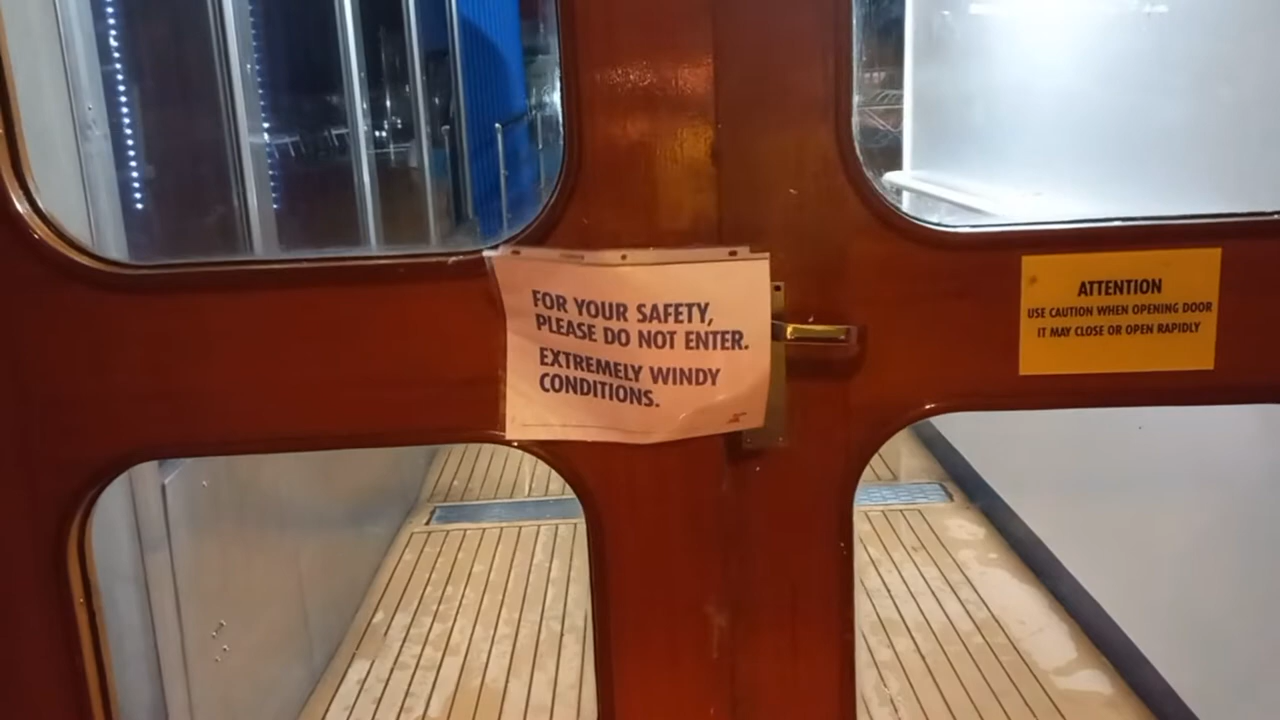 FOR YOUR SAFETY,
PLEASE DO NOT ENTER.
EXTREMELY WINDY
CONDITIONS.
ATTENTION
USE CAUTION WHEN OPENING DOOR
IT MAY CLOSE OR OPEN RAPIDLY